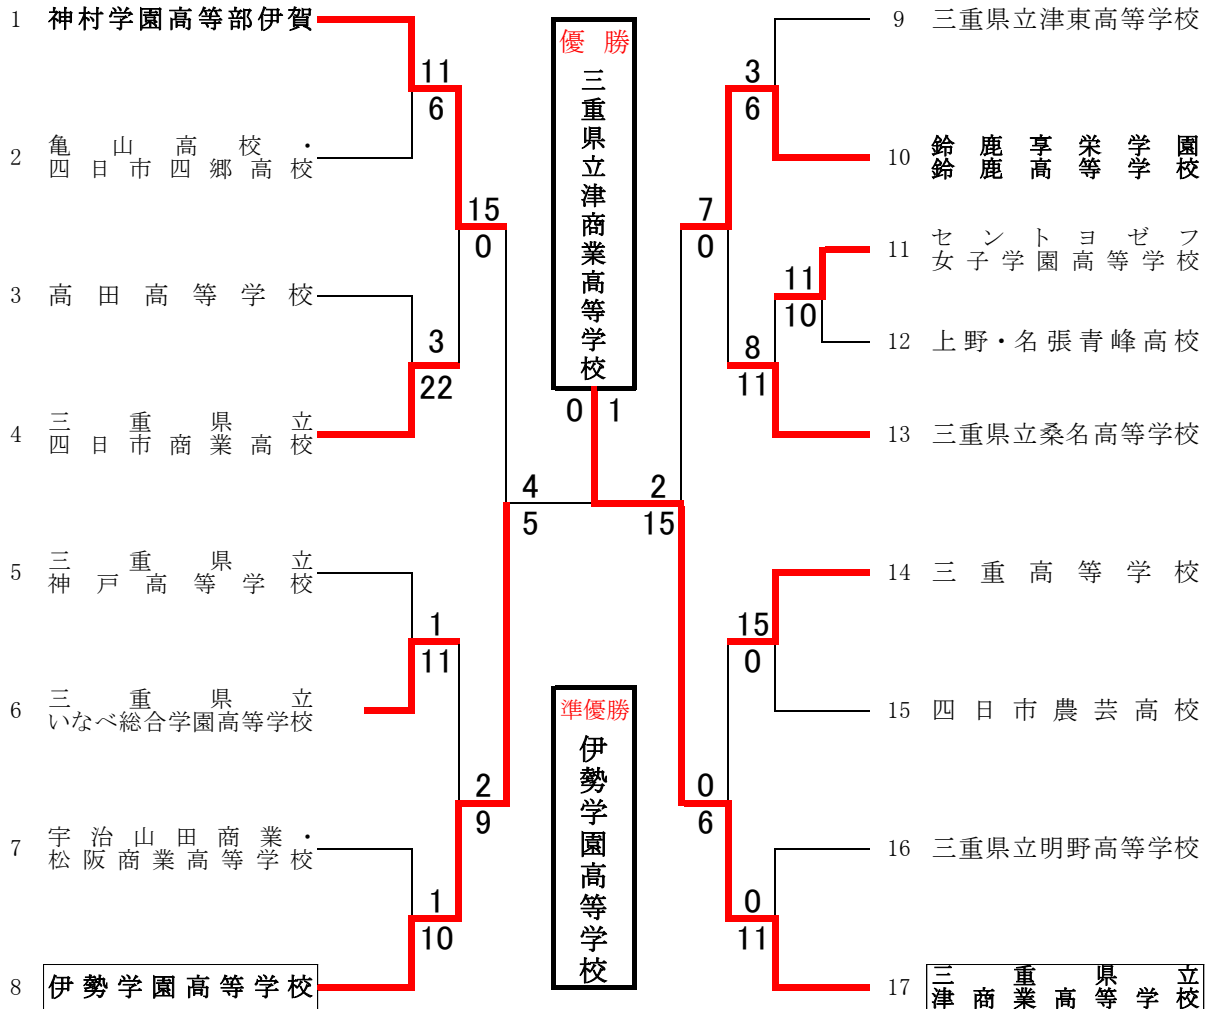 1 神村学園高等部伊賀
11
6
2 亀山高校・
四日市四郷高校
15
0
3 高田高等学校
3
22
4 三重県立
四日市商業高校
4
5
5 三重県立
神戸高等学校
1
11
6 三重県立
いなべ総合学園高等学校
2
9
7 宇治山田商業・
松阪商業高等学校
1
10
8 伊勢学園高等学校
優勝
三重県立津商業高等学校
0 1
準優勝
伊勢学園高等学校
9 三重県立津東高等学校
3
6
10 鈴鹿享栄学園
鈴鹿高等学校
7
0
11 セントヨゼフ
女子学園高等学校
11
10
12 上野・名張青峰高校
8
11
13 三重県立桑名高等学校
2
15
14 三重高等学校
15
0
15 四日市農芸高校
0
6
16 三重県立明野高等学校
0
11
17 三重県立
津商業高等学校